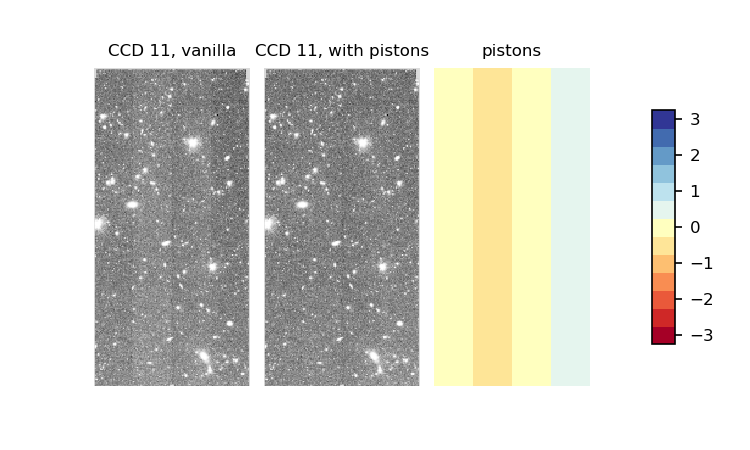 CCD 11, vanilla
CCD 11, with pistons
pistons
3
2
1
0
−1
−2
−3